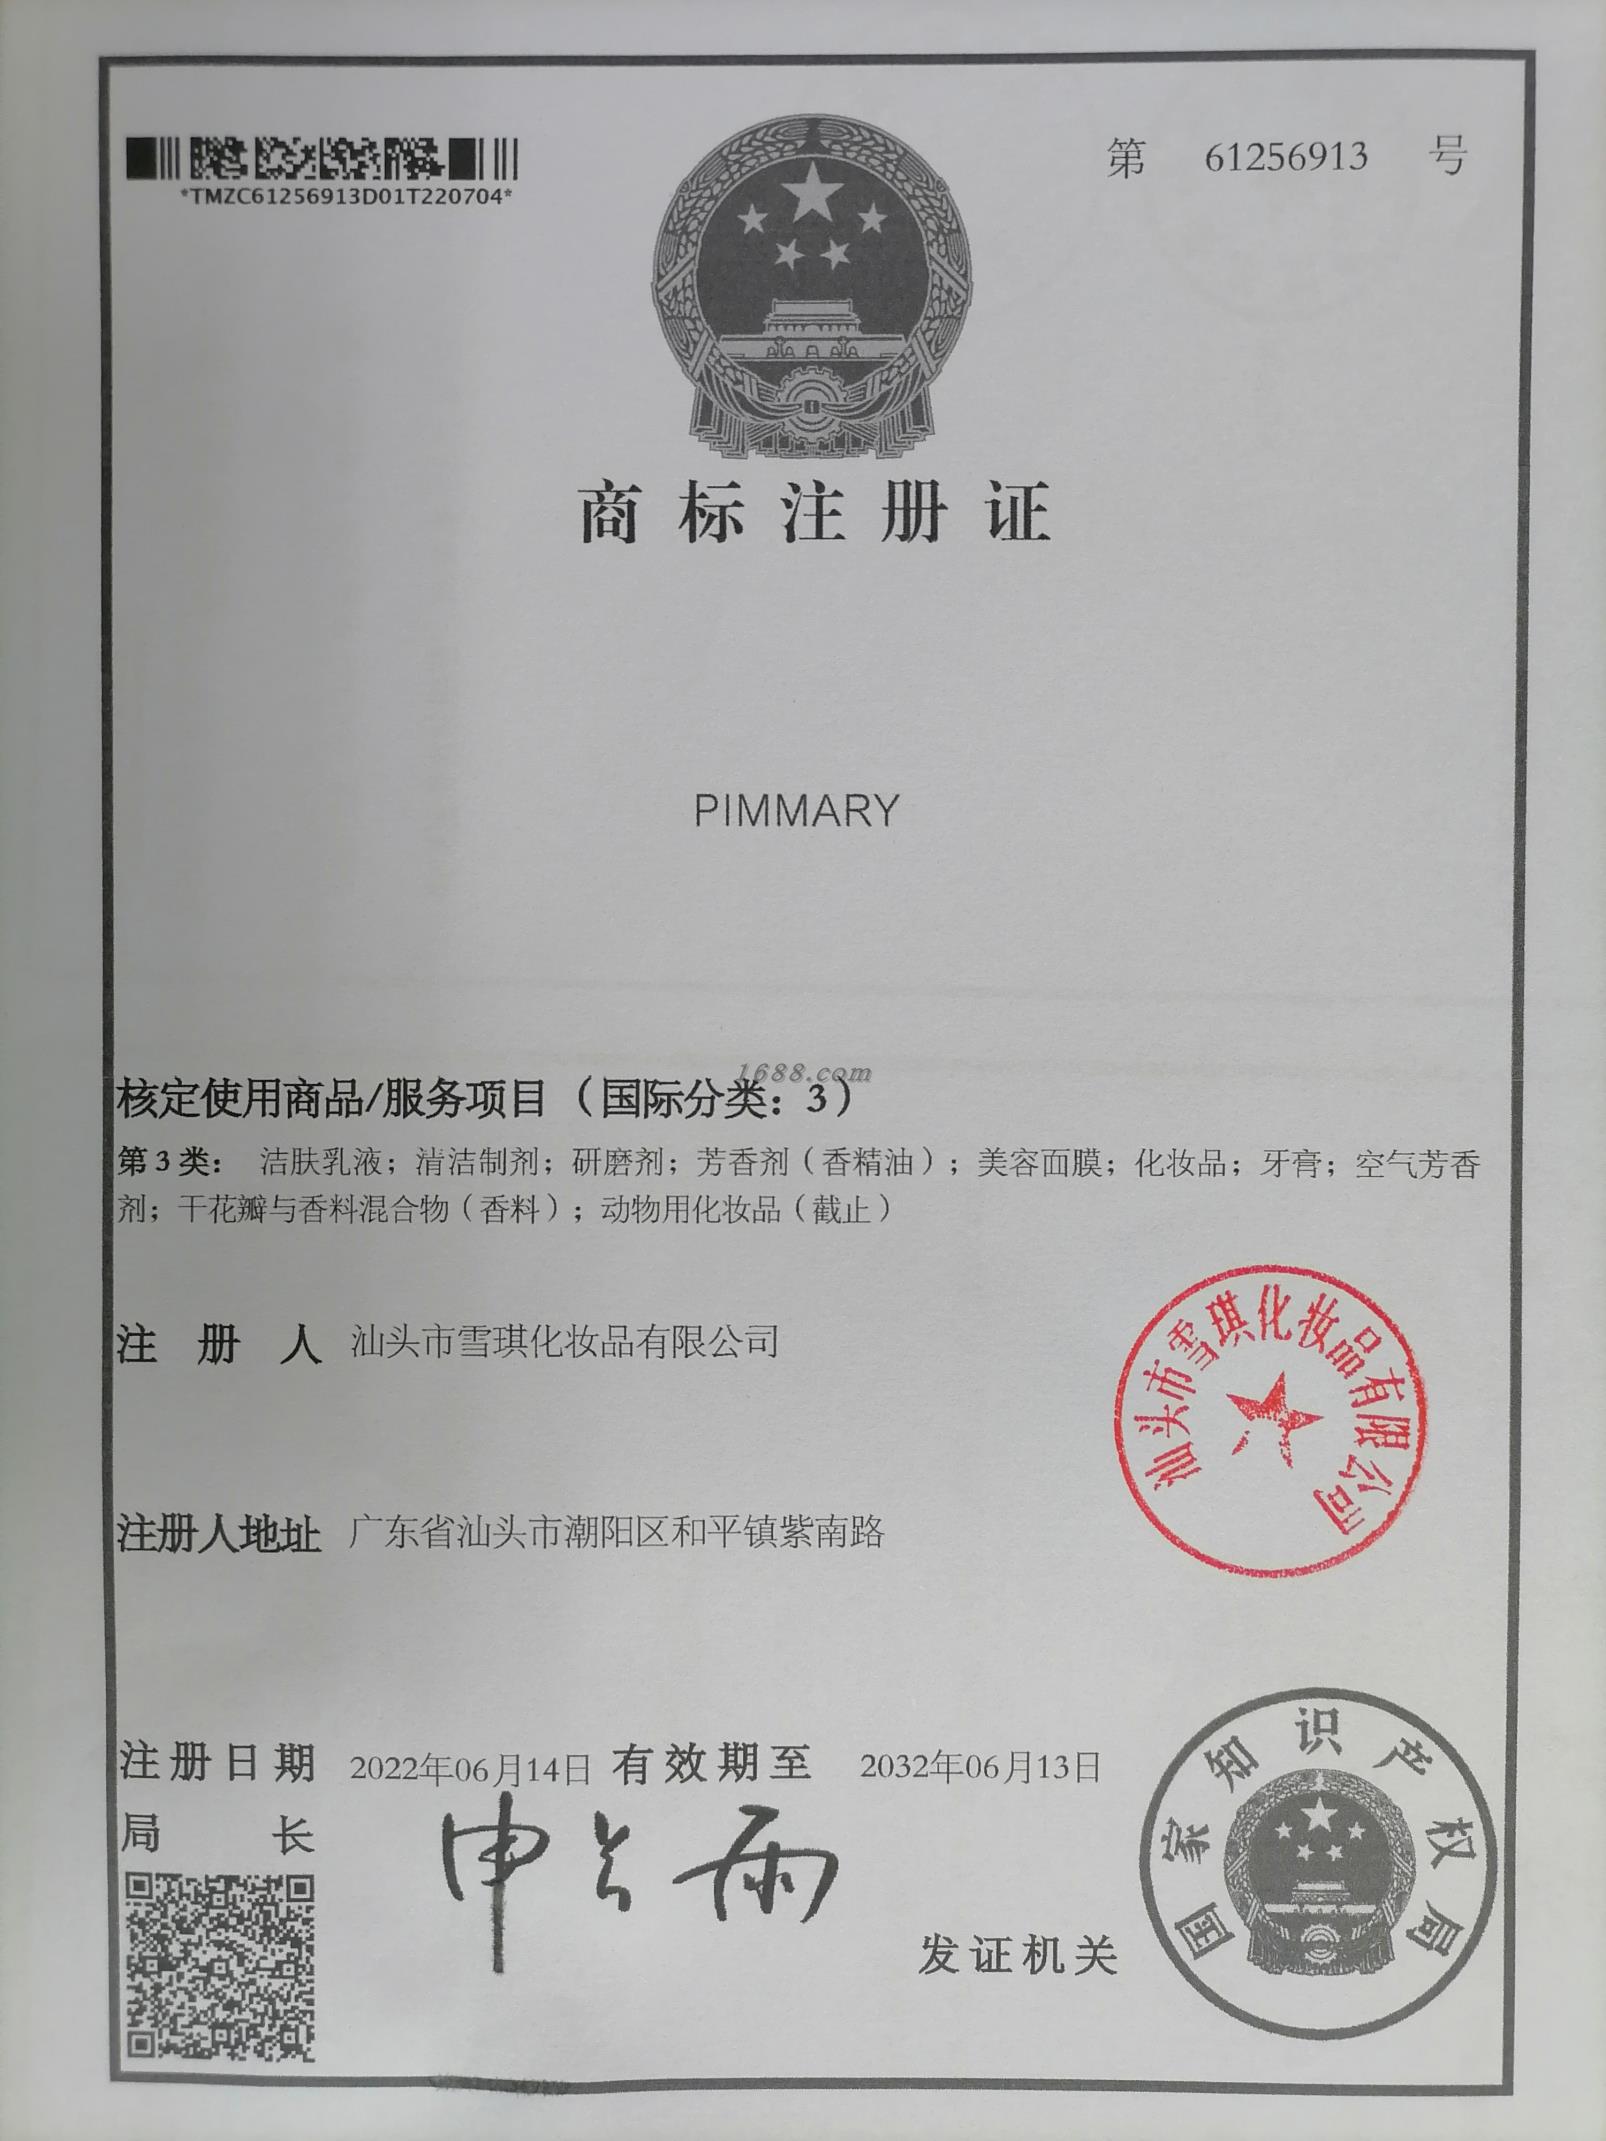 *TMZC61256913D01T220704*
第 61256913 号
商标注册证
PIMMARY
1688.com
核定使用商品/服务项目（国际分类：3）
第3类： 洁肤乳液；清洁制剂；研磨剂；芳香剂（香精油）；美容面膜；化妆品；牙膏；空气芳香
剂；干花瓣与香料混合物（香料）；动物用化妆品（截止）
注册人 汕头市雪琪化妆品有限公司
汕头市雪琪化妆品有限公司
注册人地址 广东省汕头市潮阳区和平镇紫南路
注册日期 2022年06月14日 有效期至 2032年06月13日
局长 申长雨
发证机关
国家知识产权局